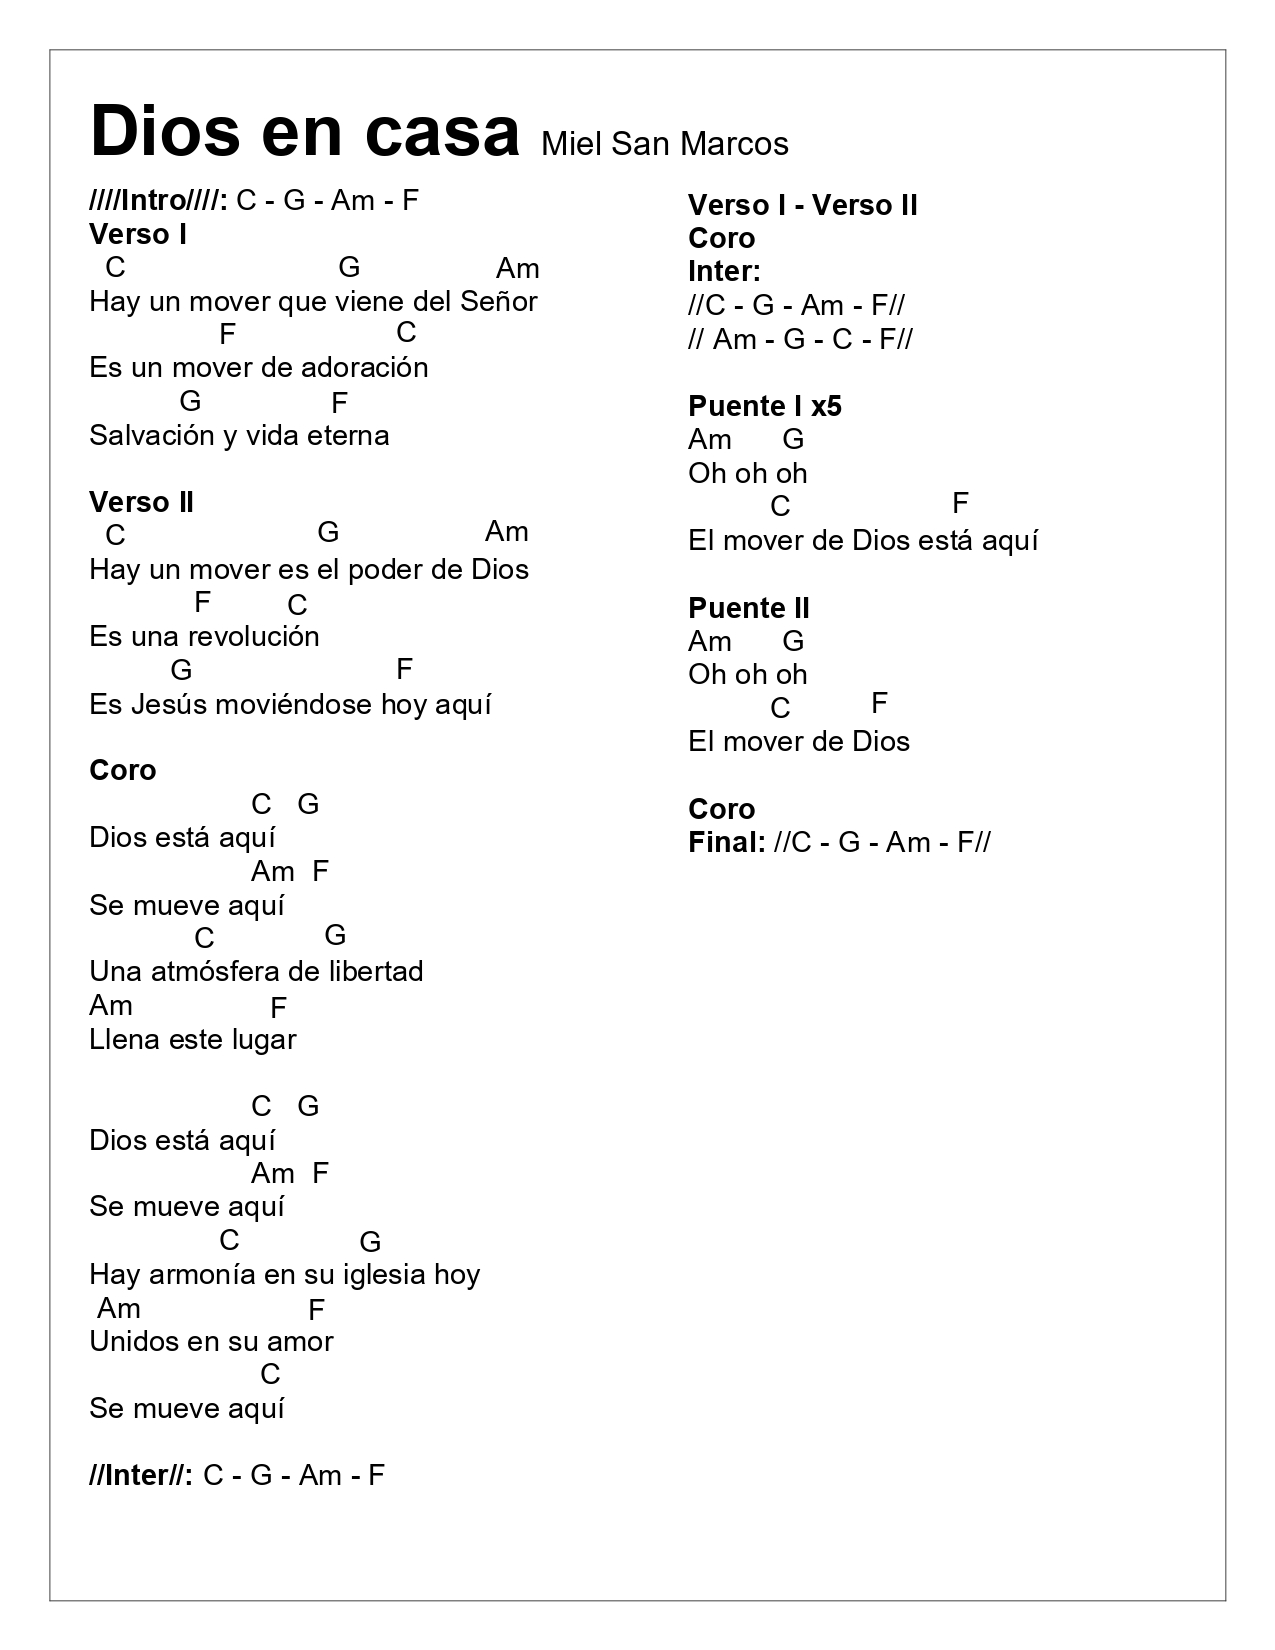 Dios en casa Miel San Marcos
////Intro////: C - G - Am - F
Verso I
C G Am
Hay un mover que viene del Señor
F C
Es un mover de adoración
G F
Salvación y vida eterna
Verso II
C G Am
Hay un mover es el poder de Dios
F C
Es una revolución
G F
Es Jesús moviéndose hoy aquí
Coro
C G
Dios está aquí
Am F
Se mueve aquí
C G
Una atmósfera de libertad
Am F
Llena este lugar
C G
Dios está aquí
Am F
Se mueve aquí
C G
Hay armonía en su iglesia hoy
Am F
Unidos en su amor
C
Se mueve aquí
//Inter//: C - G - Am - F
Verso I - Verso II
Coro
Inter:
//C - G - Am - F//
// Am - G - C - F//
Puente I x5
Am G
Oh oh oh
C F
El mover de Dios está aquí
Puente II
Am G
Oh oh oh
C F
El mover de Dios
Coro
Final: //C - G - Am - F//